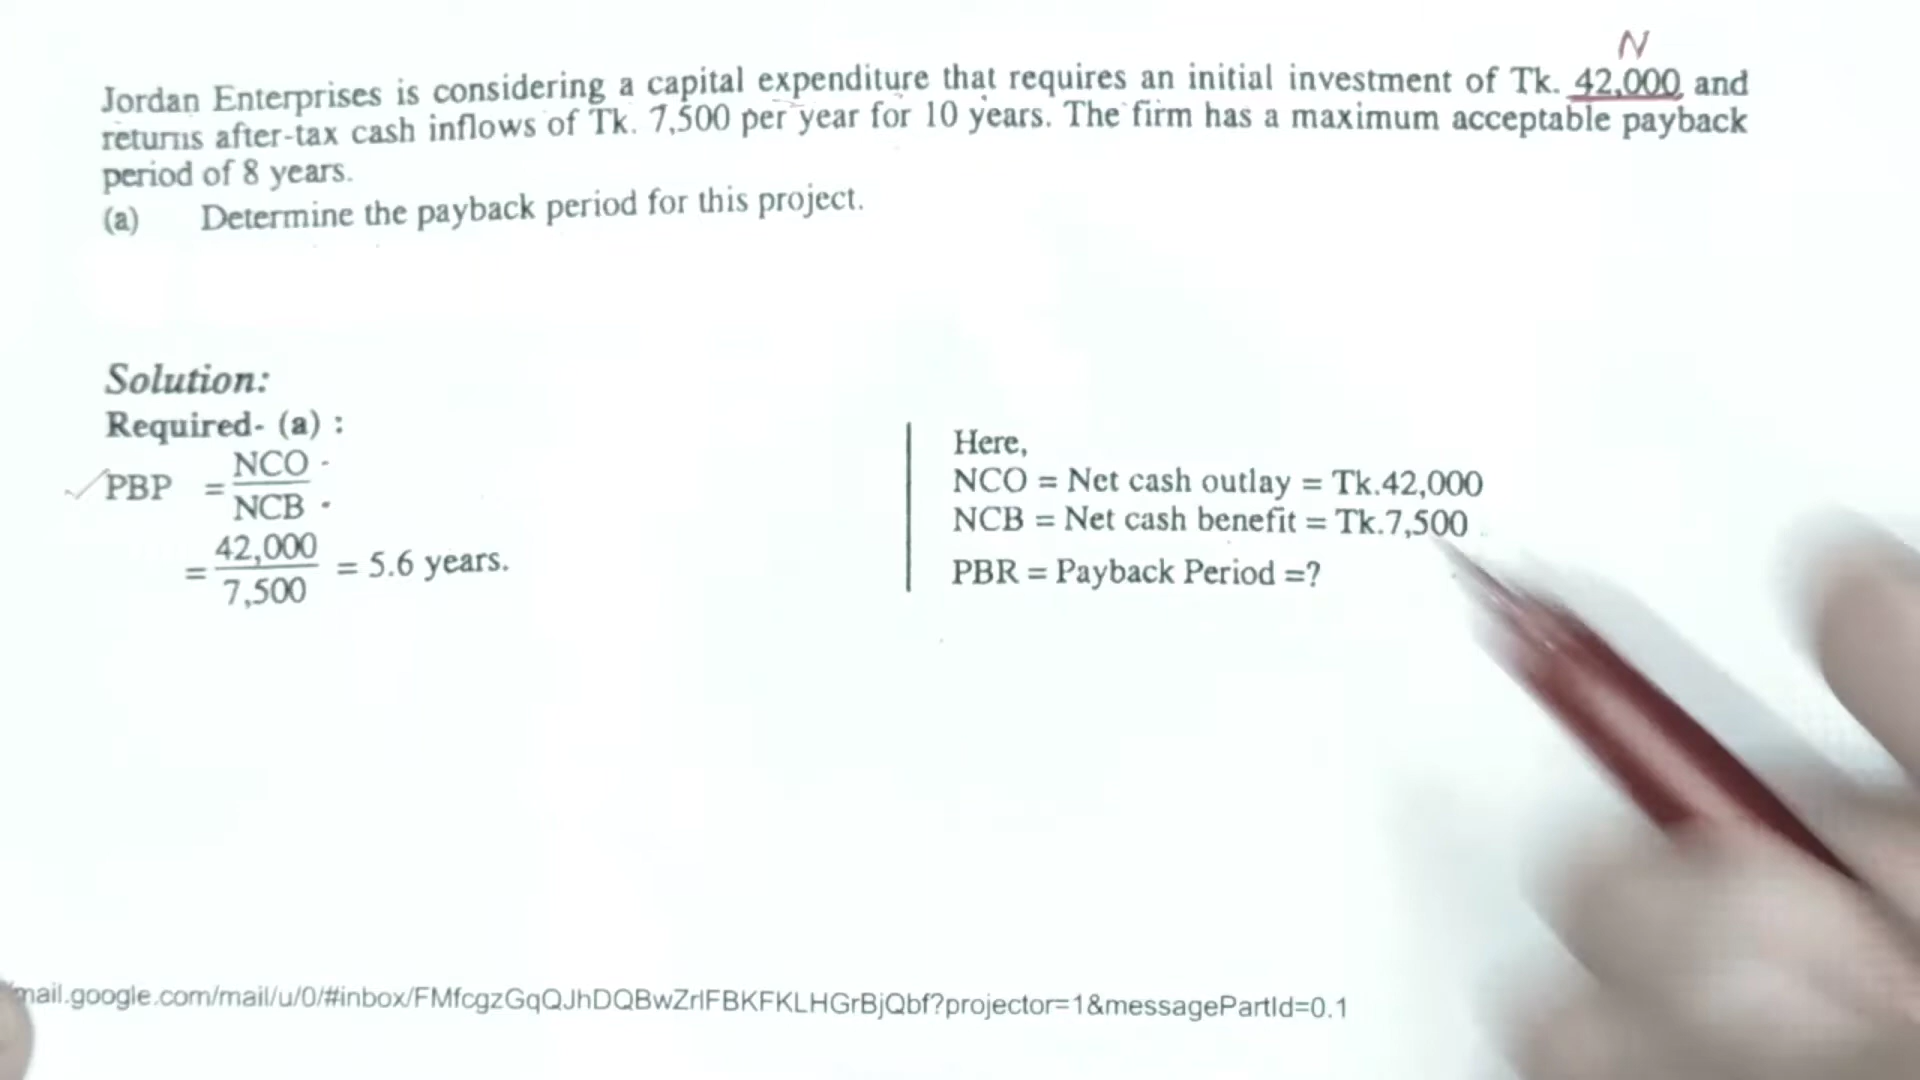 N
Jordan Enterprises is considering a capital expenditure that requires an initial investment of Tk. 42,000 and
returns after-tax cash inflows of Tk. 7,500 per year for 10 years. The firm has a maximum acceptable payback
period of 8 years.
(a) Determine the payback period for this project.
Solution:
Required- (a) :
PBP = NCO / NCB
= 42,000 / 7,500 = 5.6 years.
Here,
NCO = Net cash outlay = Tk.42,000
NCB = Net cash benefit = Tk.7,500
PBR = Payback Period =?
mail.google.com/mail/u/0/#inbox/FMfcgzGqQJhDQBwZrlFBKFKLHGrBjQbf?projector=1&messagePartId=0.1